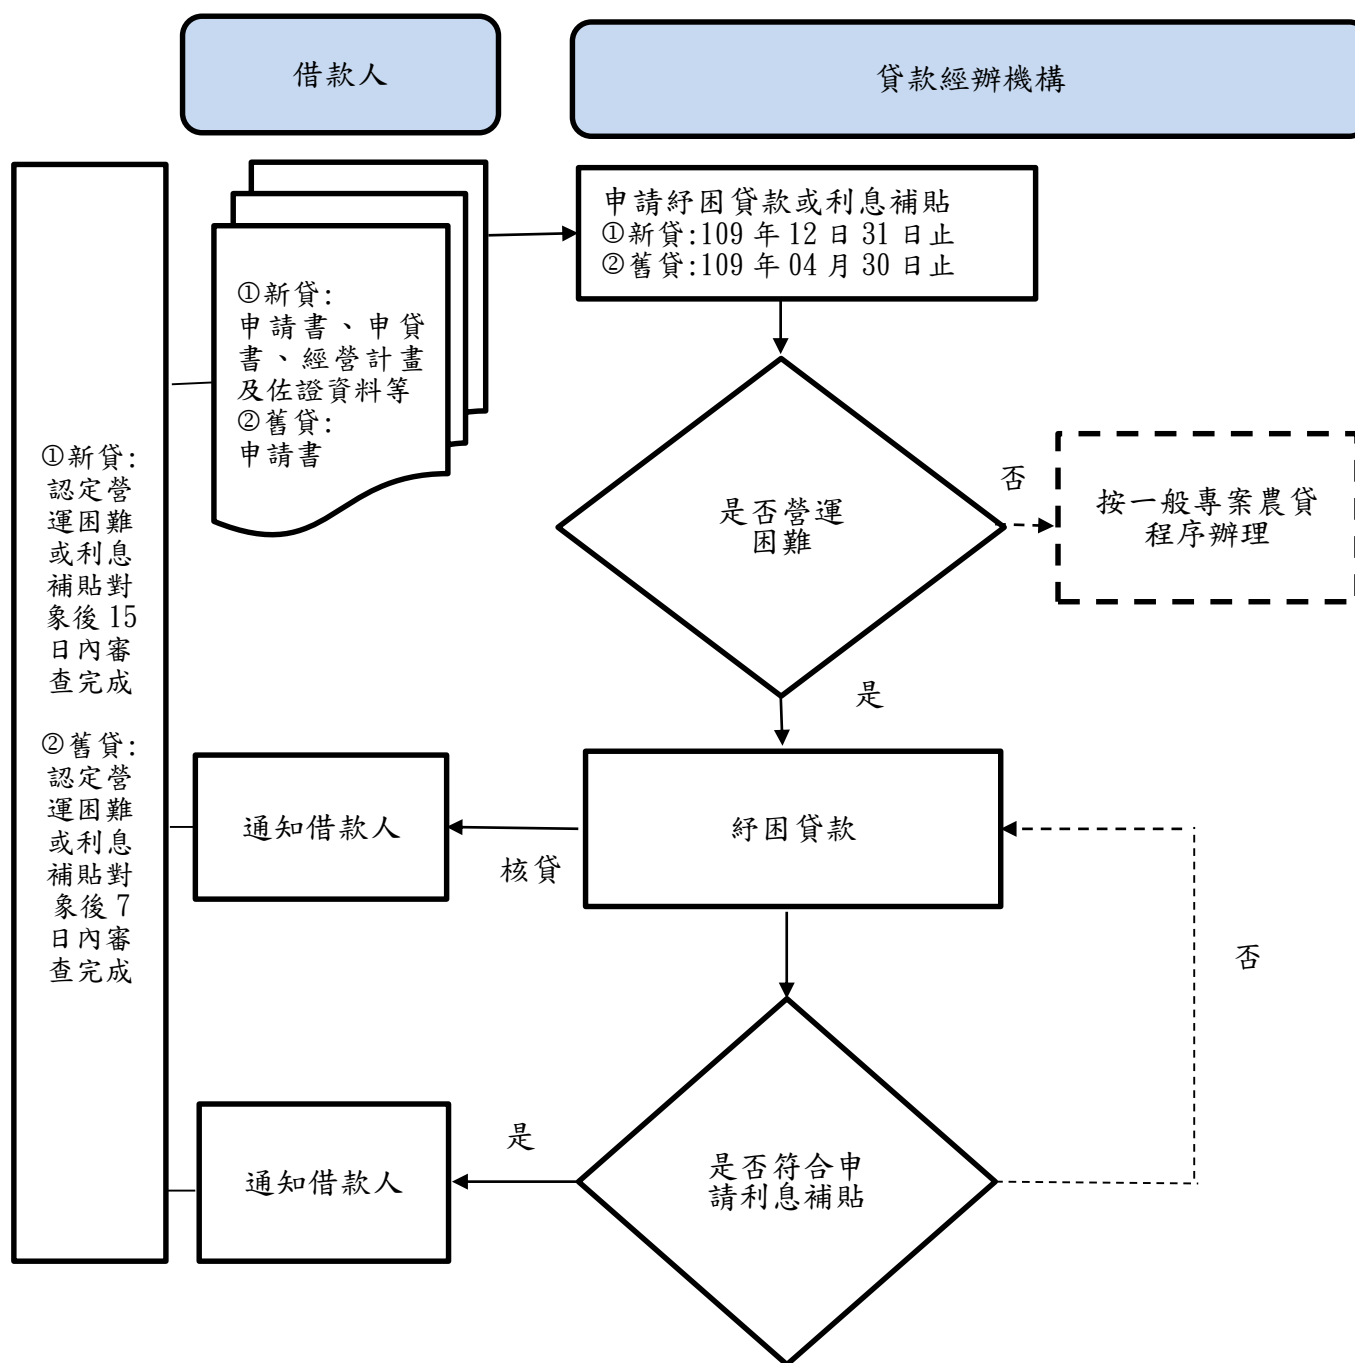 借款人
貸款經辦機構
①新貸:
申請書、申貸
書、經營計畫
及佐證資料等
②舊貸:
申請書
申請紓困貸款或利息補貼
①新貸:109 年 12 日 31 日止
②舊貸:109 年 04 月 30 日止
①新貸:
認定營
運困難
或利息
補貼對
象後 15
日內審
查完成
②舊貸:
認定營
運困難
或利息
補貼對
象後 7
日內審
查完成
是否營運
困難
否
按一般專案農貸
程序辦理
是
紓困貸款
核貸
通知借款人
否
是否符合申
請利息補貼
是
通知借款人